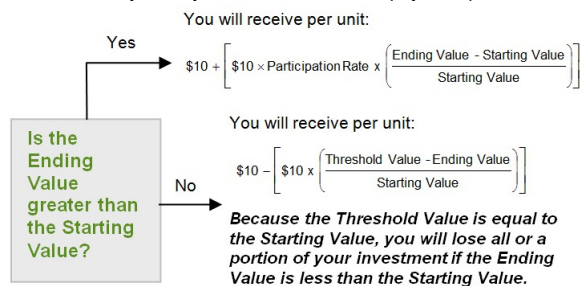 You will receive per unit:
Yes
$10 + [$10 × Participation Rate x (Ending Value - Starting Value / Starting Value)]
Is the
Ending
Value
greater than
the Starting
Value?
You will receive per unit:
No
$10 – [$10 x (Threshold Value - Ending Value / Starting Value)]
Because the Threshold Value is equal to
the Starting Value, you will lose all or a
portion of your investment if the Ending
Value is less than the Starting Value.